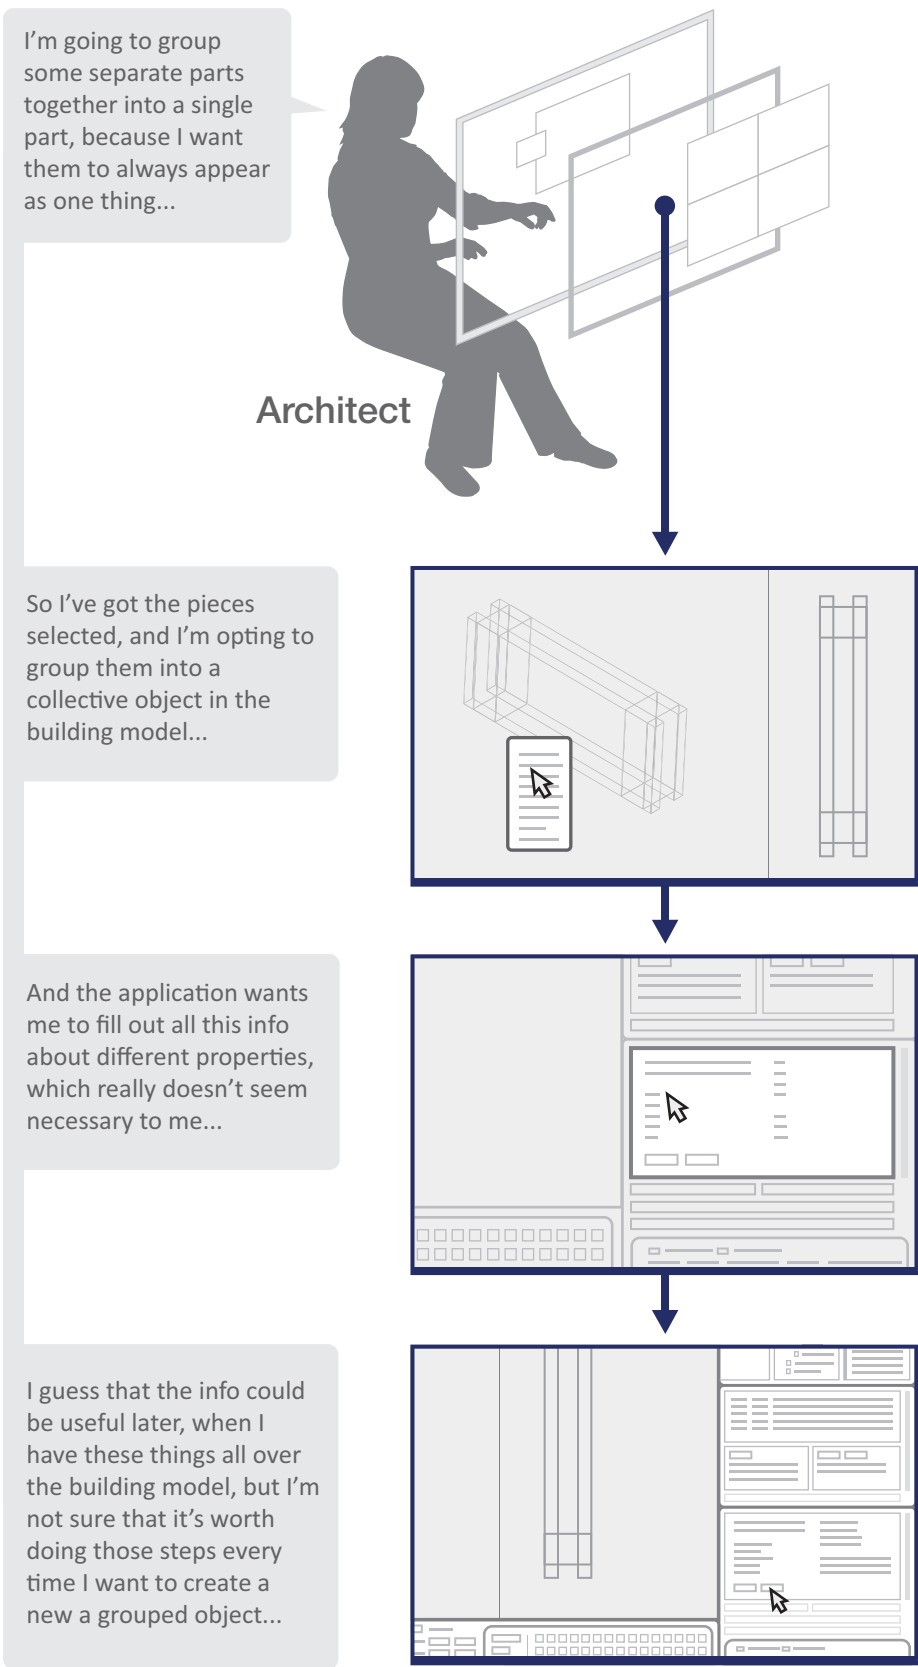 I'm going to group
some separate parts
together into a single
part, because I want
them to always appear
as one thing...
Architect
So I've got the pieces
selected, and I'm opting to
group them into a
collective object in the
building model...
And the application wants
me to fill out all this info
about different properties,
which really doesn't seem
necessary to me...
I guess that the info could
be useful later, when I
have these things all over
the building model, but I'm
not sure that it's worth
doing those steps every
time I want to create a
new a grouped object...